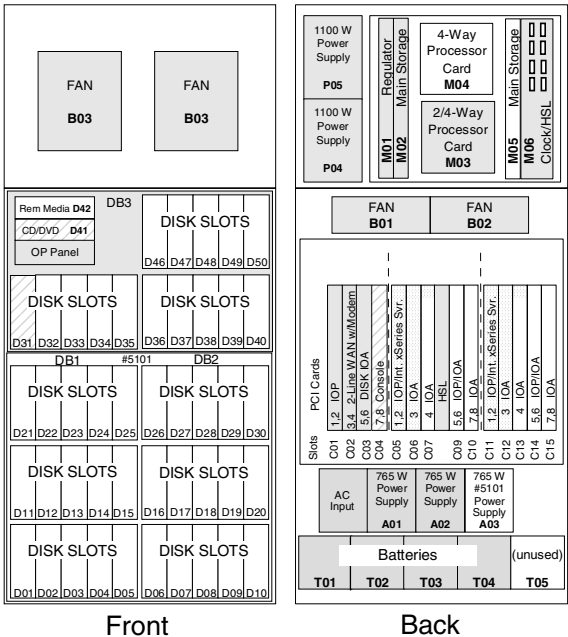 FAN
B03
FAN
B03
Rem Media D42
CD/DVD D41
OP Panel
DB3
DISK SLOTS
D46 D47 D48 D49 D50
DISK SLOTS
D31 D32 D33 D34 D35
DISK SLOTS
D36 D37 D38 D39 D40
DB1 #5101 DB2
DISK SLOTS
D21 D22 D23 D24 D25
DISK SLOTS
D26 D27 D28 D29 D30
DISK SLOTS
D11 D12 D13 D14 D15
DISK SLOTS
D16 D17 D18 D19 D20
DISK SLOTS
D01 D02 D03 D04 D05
DISK SLOTS
D06 D07 D08 D09 D10
Front
1100 W
Power
Supply
P05
1100 W
Power
Supply
P04
M01 Regulator
M02 Main Storage
4-Way
Processor
Card
M04
2/4-Way
Processor
Card
M03
M05 Main Storage
M06
Clock/HSL
FAN
B01
FAN
B02
PCI Cards
1,2 IOP
3,4 2-Line WAN w/Modem
5,6 DISK IOA
7,8 Console
1,2 IOP/Int. xSeries Svr.
3 IOA
4 IOA
HSL
5,6 IOP/IOA
7,8 IOA
1,2 IOP/Int. xSeries Svr.
3 IOA
4 IOA
5,6 IOP/IOA
7,8 IOA
Slots
C01
C02
C03
C04
C05
C06
C07
C09
C10
C11
C12
C13
C14
C15
AC
Input
765 W
Power
Supply
A01
765 W
Power
Supply
A02
765 W
#5101
Power
Supply
A03
Batteries
(unused)
T01 T02 T03 T04 T05
Back